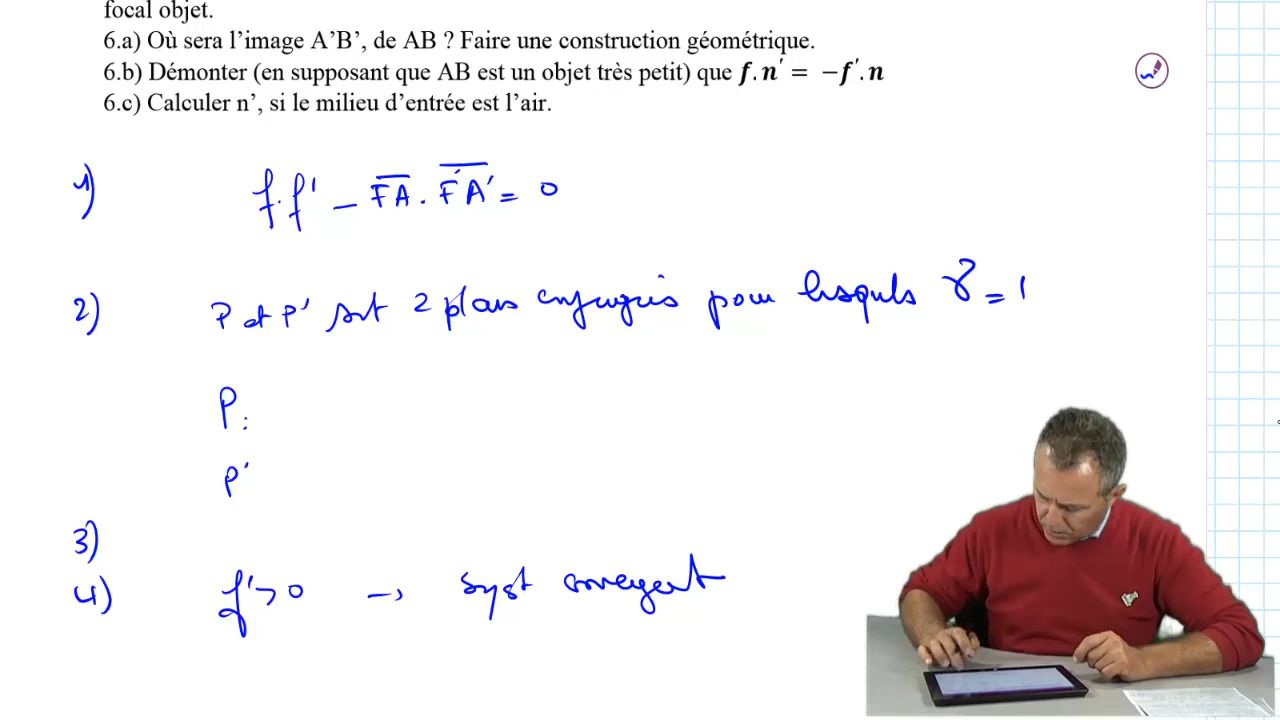 focal objet.
6.a) Où sera l'image A'B', de AB ? Faire une construction géométrique.
6.b) Démonter (en supposant que AB est un objet très petit) que f.n' = −f'.n
6.c) Calculer n', si le milieu d'entrée est l'air.
1) f.f' − FA. F'A' = 0
2) P et P' sont 2 plans conjugués pour lesquels γ = 1
P:
P'
3)
4) f' > 0 → syst convergent